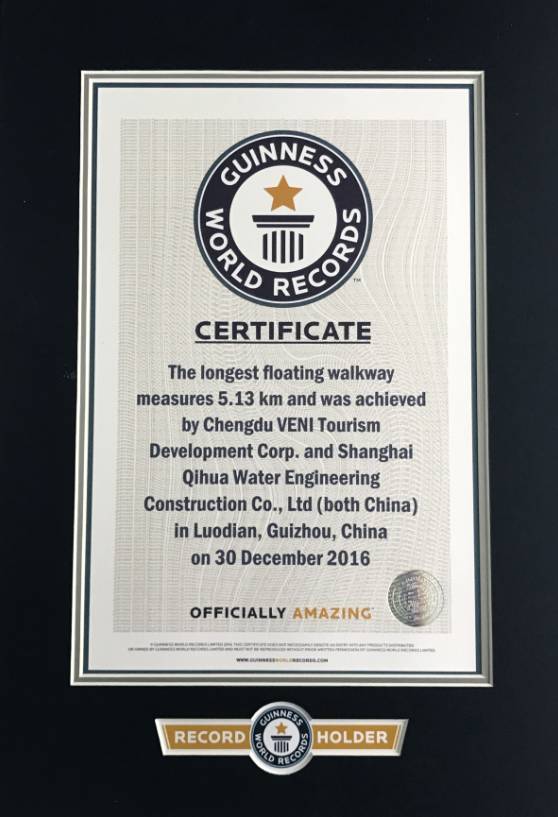 GUINNESS
WORLD RECORDS
TM
CERTIFICATE
The longest floating walkway
measures 5.13 km and was achieved
by Chengdu VENI Tourism
Development Corp. and Shanghai
Qihua Water Engineering
Construction Co., Ltd (both China)
in Luodian, Guizhou, China
on 30 December 2016
OFFICIALLY AMAZING
WWW.GUINNESSWORLDRECORDS.COM
RECORD GUINNESS WORLD RECORDS HOLDER